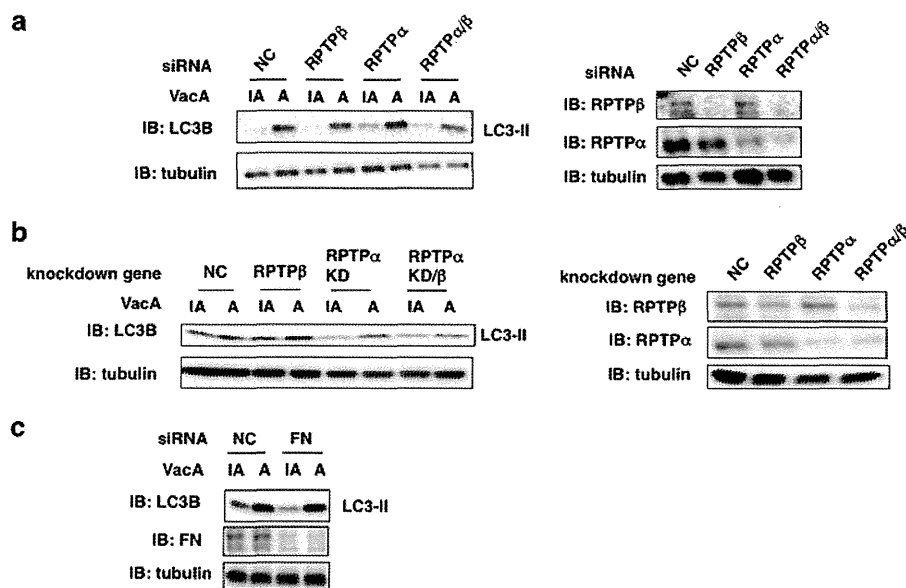 a
siRNA NC RPTPβ RPTPα RPTPα/β
VacA IA A IA A IA A IA A
IB: LC3B LC3-II
IB: tubulin
siRNA NC RPTPβ RPTPα RPTPα/β
IB: RPTPβ
IB: RPTPα
IB: tubulin
b
knockdown gene NC RPTPβ RPTPα KD RPTPα KD/β
VacA IA A IA A IA A IA A
IB: LC3B LC3-II
IB: tubulin
knockdown gene NC RPTPβ RPTPα RPTPα/β
IB: RPTPβ
IB: RPTPα
IB: tubulin
c
siRNA NC FN
VacA IA A IA A
IB: LC3B LC3-II
IB: FN
IB: tubulin